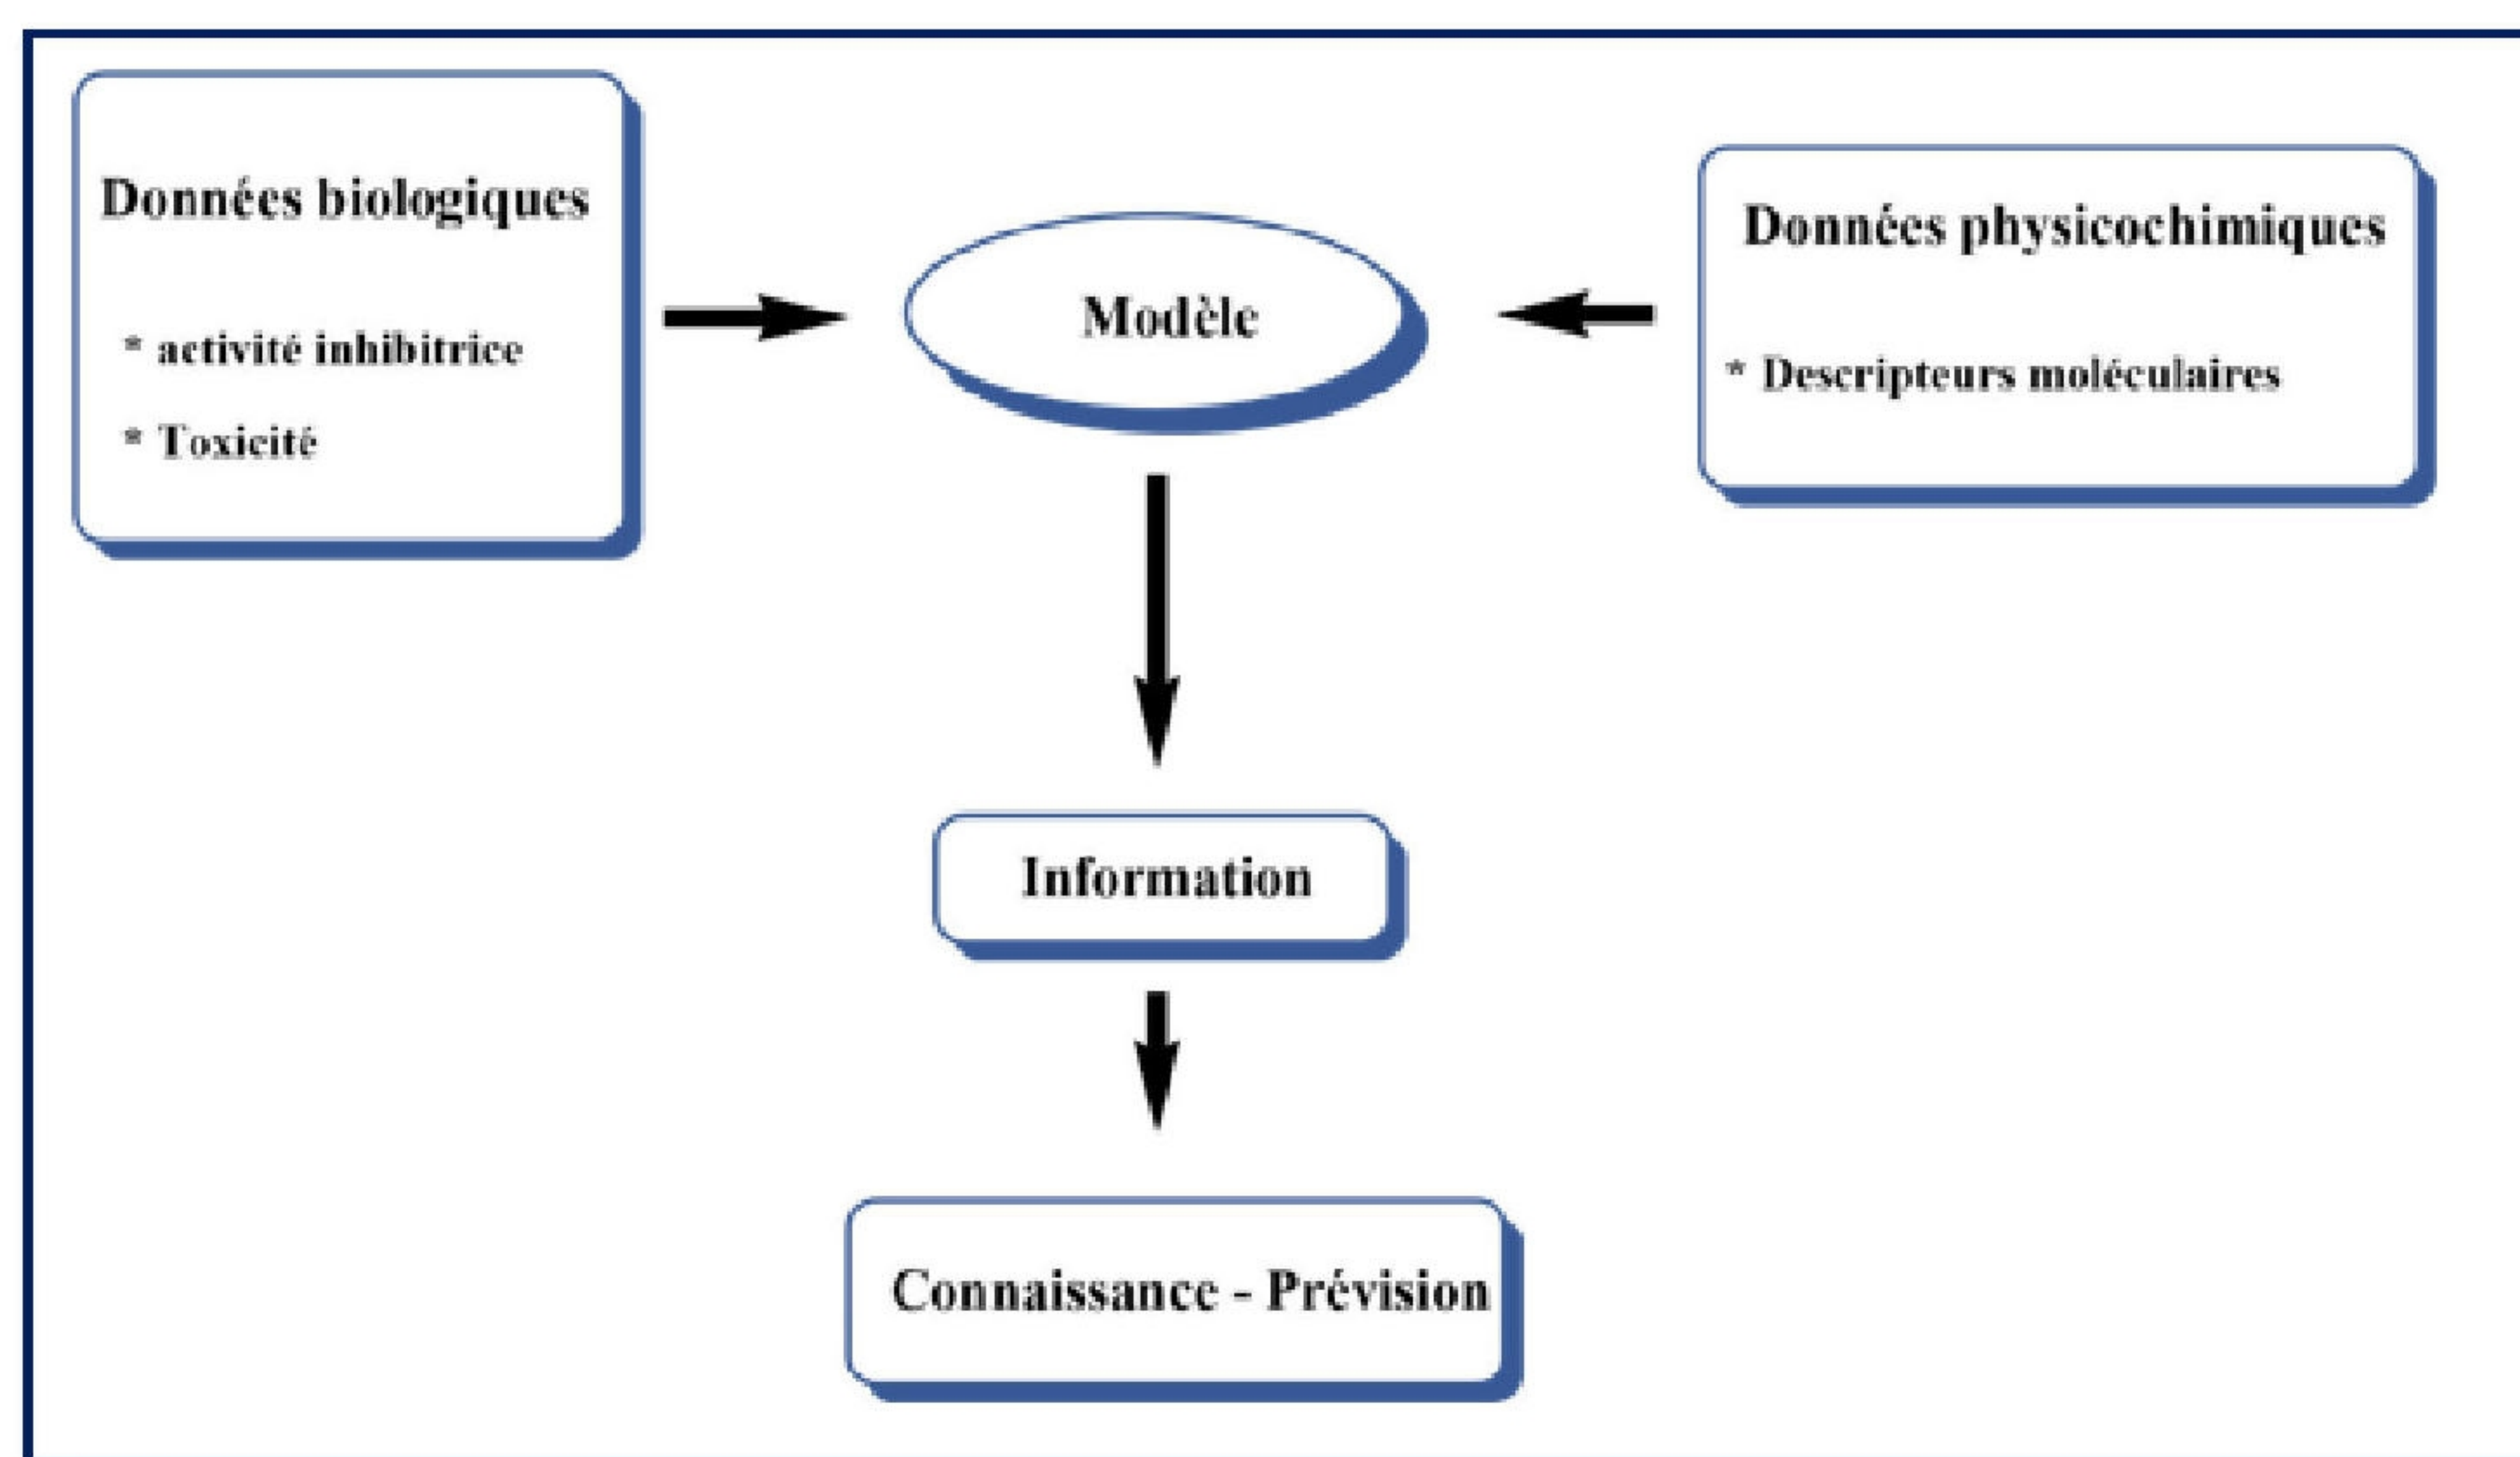 Données biologiques
* activité inhibitrice
* Toxicité
Modèle
Données physicochimiques
* Descripteurs moléculaires
Information
Connaissance - Prévision